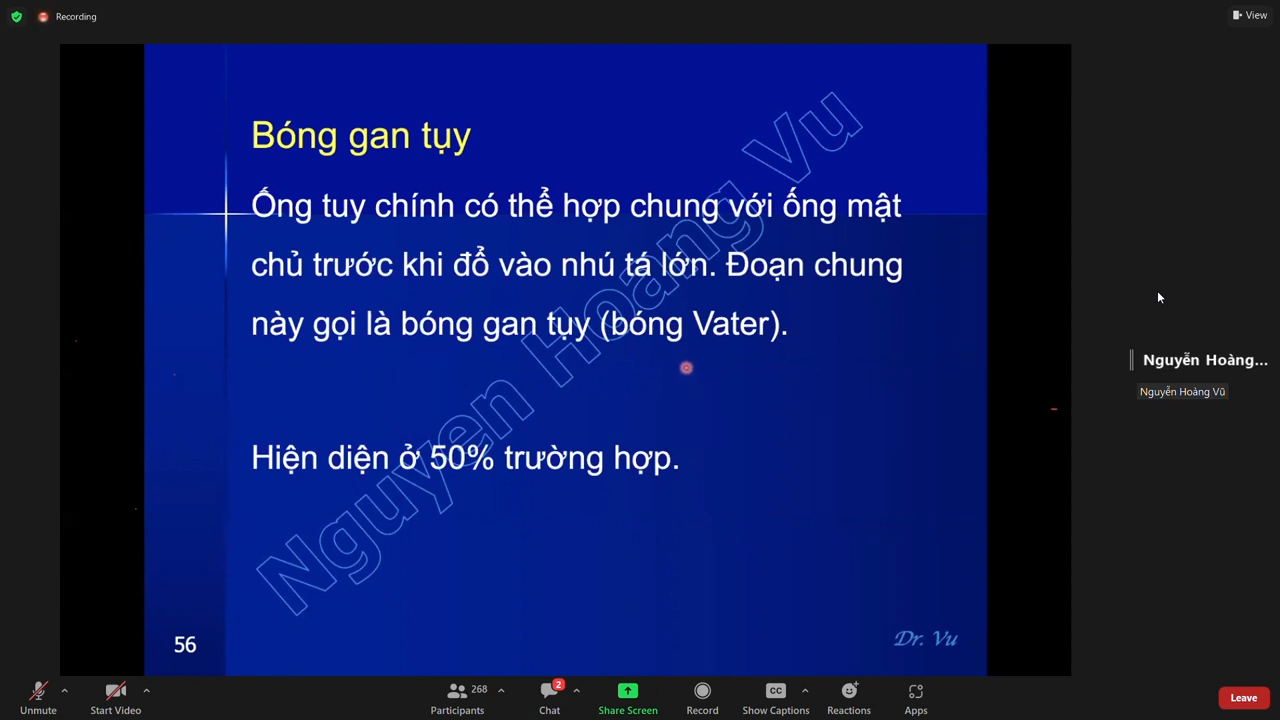 Recording
View
Bóng gan tụy
Ống tuy chính có thể hợp chung với ống mật
chủ trước khi đổ vào nhú tá lớn. Đoạn chung
này gọi là bóng gan tụy (bóng Vater).
Hiện diện ở 50% trường hợp.
Nguyen Hoang Vu
56
Dr. Vu
Nguyễn Hoàng...
Nguyễn Hoàng Vũ
Unmute
Start Video
268
Participants
2
Chat
Share Screen
Record
CC
Show Captions
Reactions
Apps
Leave